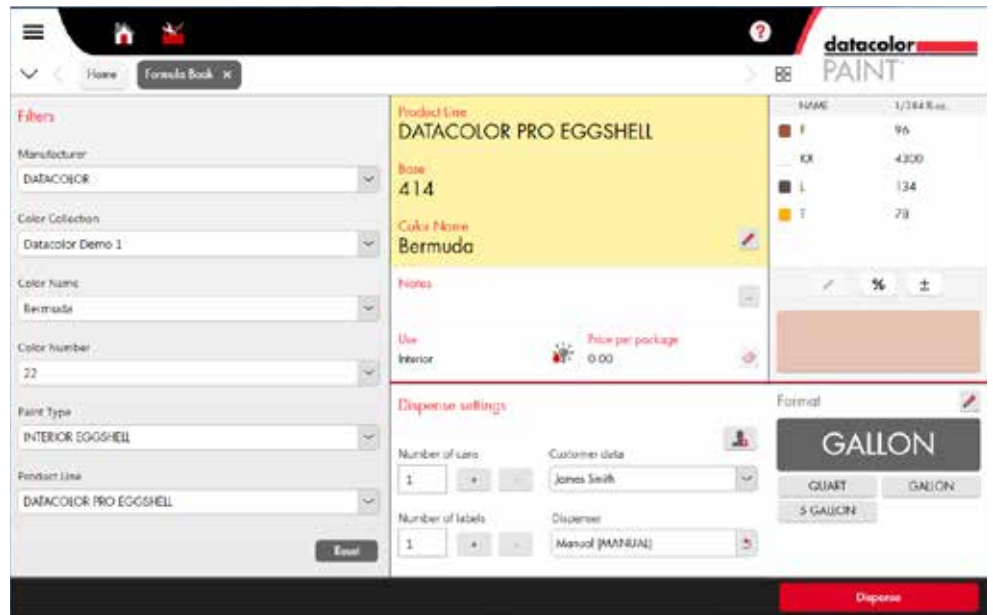 datacolor
PAINT
Home
Formula Book ×
Filters
Manufacturer
DATACOLOR
Color Collection
Datacolor Demo 1
Color Name
Bermuda
Color Number
22
Paint Type
INTERIOR EGGSHELL
Product Line
DATACOLOR PRO EGGSHELL
Reset
Product Line
DATACOLOR PRO EGGSHELL
Base
414
Color Name
Bermuda
Notes
Use
Interior
Price per package
0.00
NAME 1/384 fl oz.
F 96
KX 4300
L 134
T 78
% ±
Dispense settings
Number of cans
1 + -
Customer data
James Smith
Number of labels
1 + -
Dispenser
Manual [MANUAL]
Format
GALLON
QUART GALLON
5 GALLON
Dispense